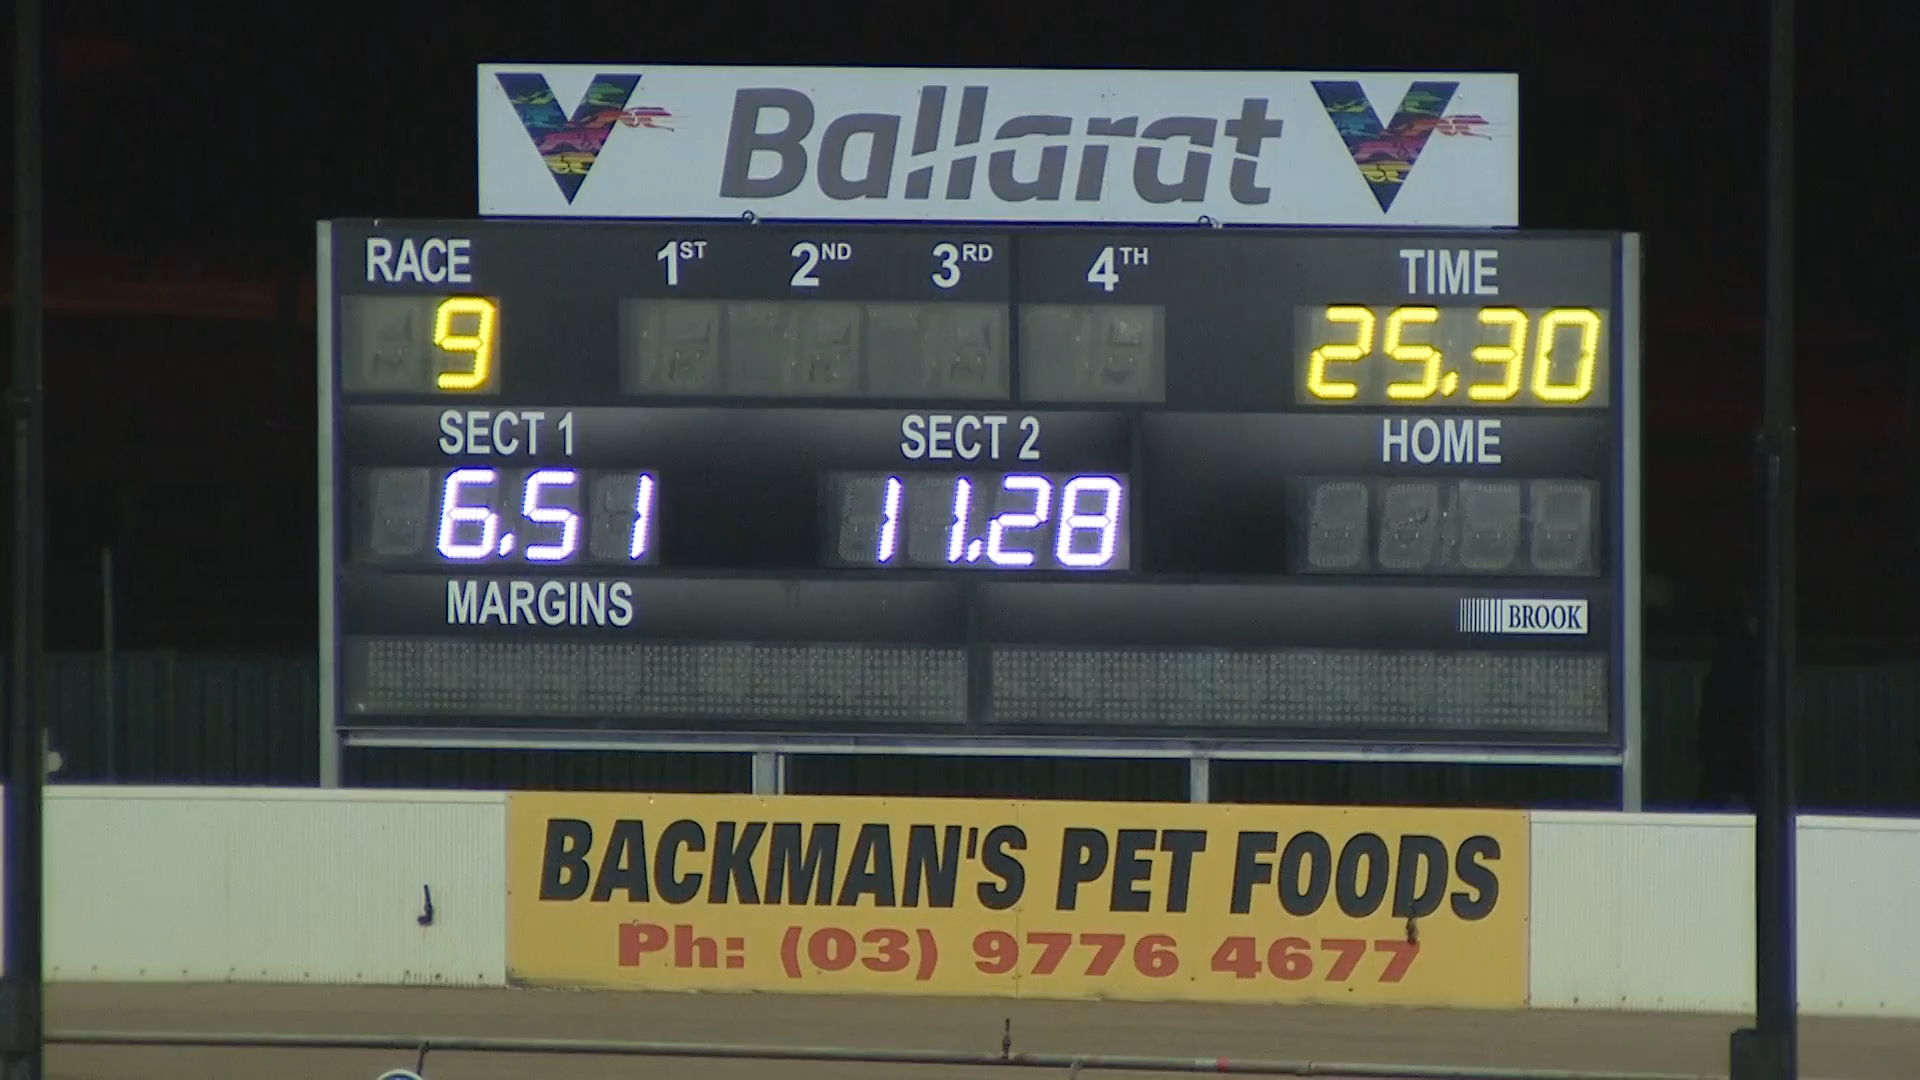 Ballarat
RACE 1ST 2ND 3RD 4TH TIME
9 25.30
SECT 1 SECT 2 HOME
6.51 11.28
MARGINS BROOK
BACKMAN'S PET FOODS
Ph: (03) 9776 4677